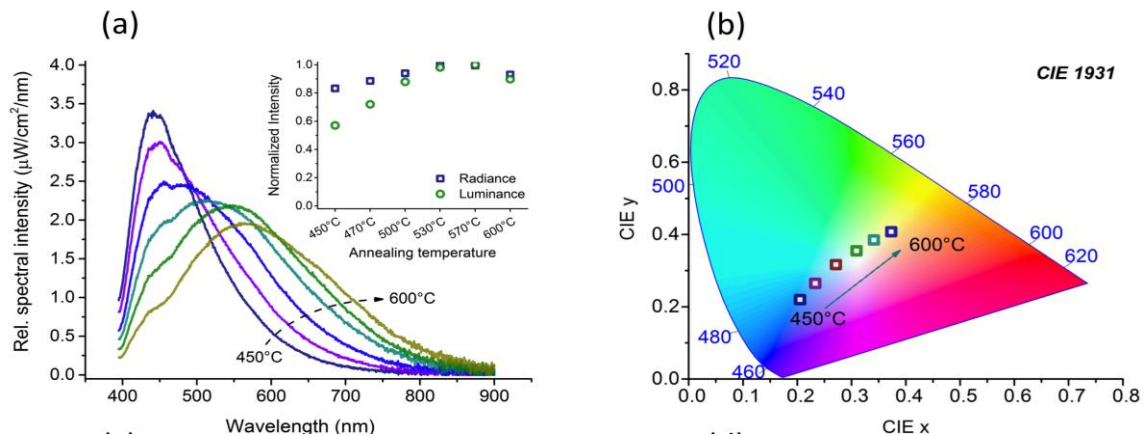 (a)
Rel. spectral intensity (µW/cm²/nm)
4.0
3.5
3.0
2.5
2.0
1.5
1.0
0.5
0.0
400 500 600 700 800 900
Wavelength (nm)
450°C
600°C
Normalized Intensity
1.0
0.8
0.6
0.4
0.2
0.0
Radiance
Luminance
450°C 470°C 500°C 530°C 570°C 600°C
Annealing temperature
(b)
CIE 1931
CIE y
0.8
0.6
0.4
0.2
0.0
0.0 0.1 0.2 0.3 0.4 0.5 0.6 0.7 0.8
CIE x
520
540
560
500
580
600
620
480
460
600°C
450°C